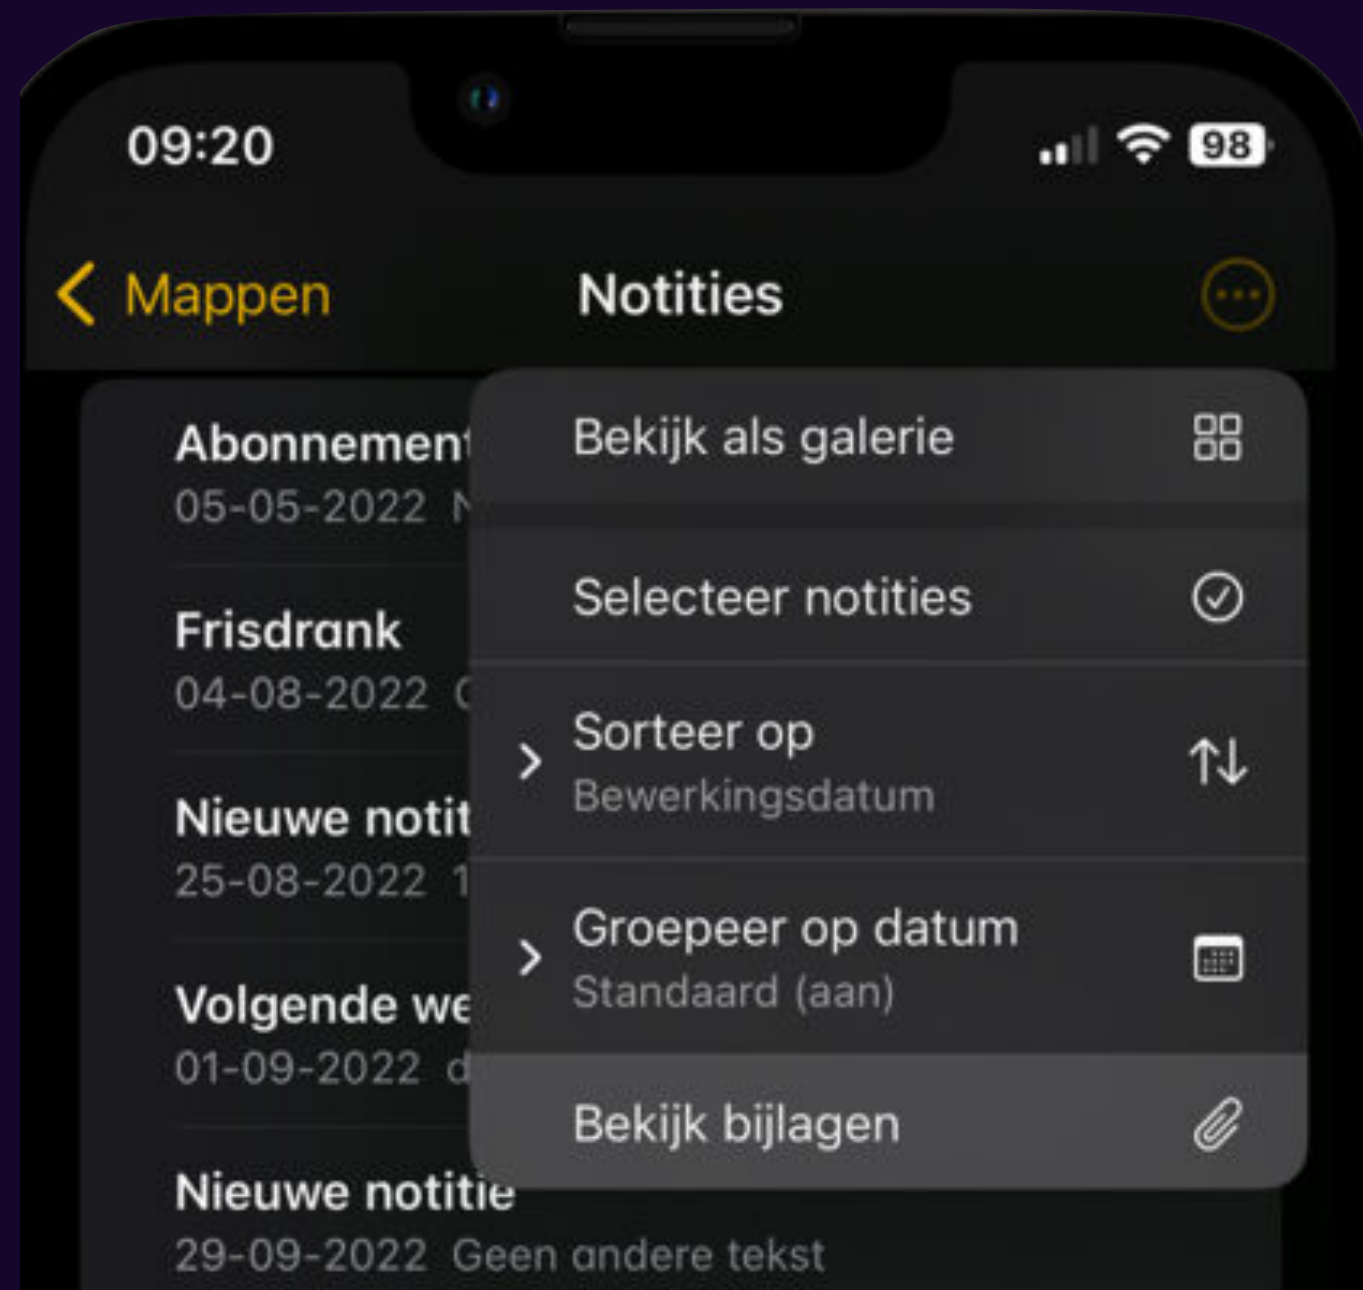 09:20
98
Mappen
Notities
Abonnement
05-05-2022
Bekijk als galerie
Selecteer notities
Frisdrank
04-08-2022
Sorteer op
Bewerkingsdatum
Nieuwe notit
25-08-2022 1
Groepeer op datum
Standaard (aan)
Volgende we
01-09-2022 d
Bekijk bijlagen
Nieuwe notitie
29-09-2022 Geen andere tekst